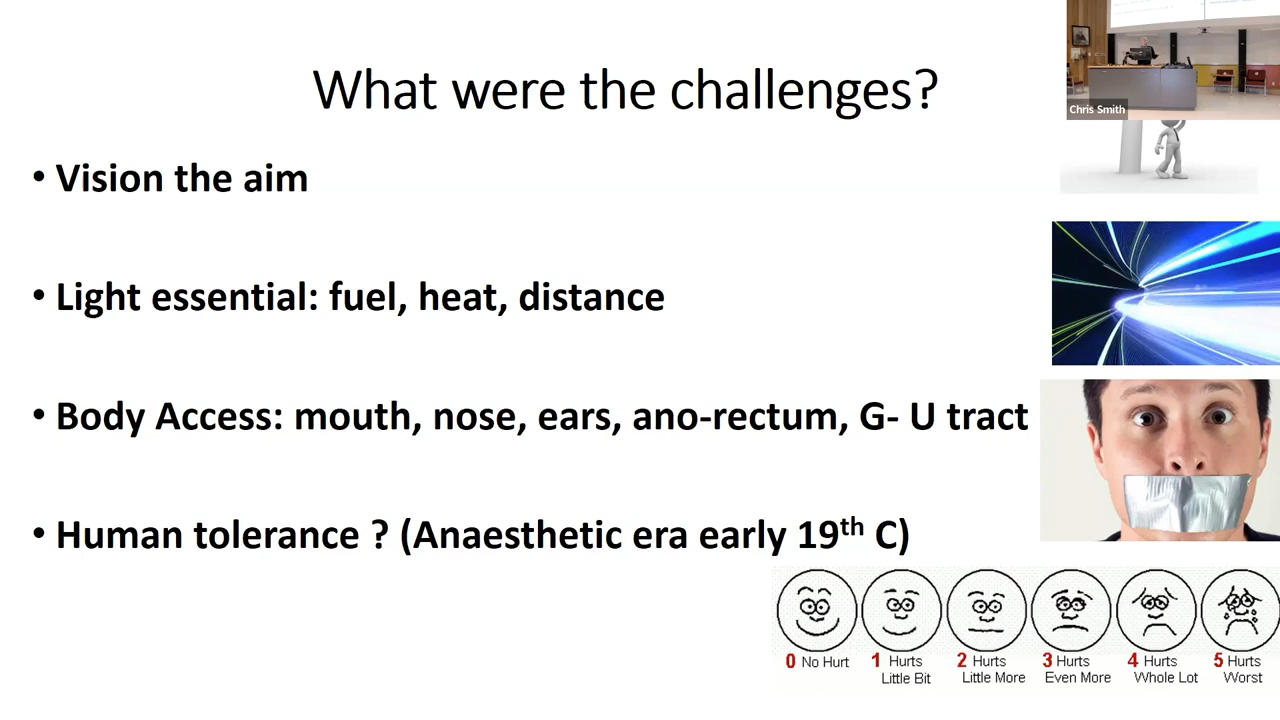 What were the challenges?
Chris Smith
• Vision the aim
• Light essential: fuel, heat, distance
• Body Access: mouth, nose, ears, ano-rectum, G- U tract
• Human tolerance ? (Anaesthetic era early 19th C)
0 No Hurt
1 Hurts
Little Bit
2 Hurts
Little More
3 Hurts
Even More
4 Hurts
Whole Lot
5 Hurts
Worst